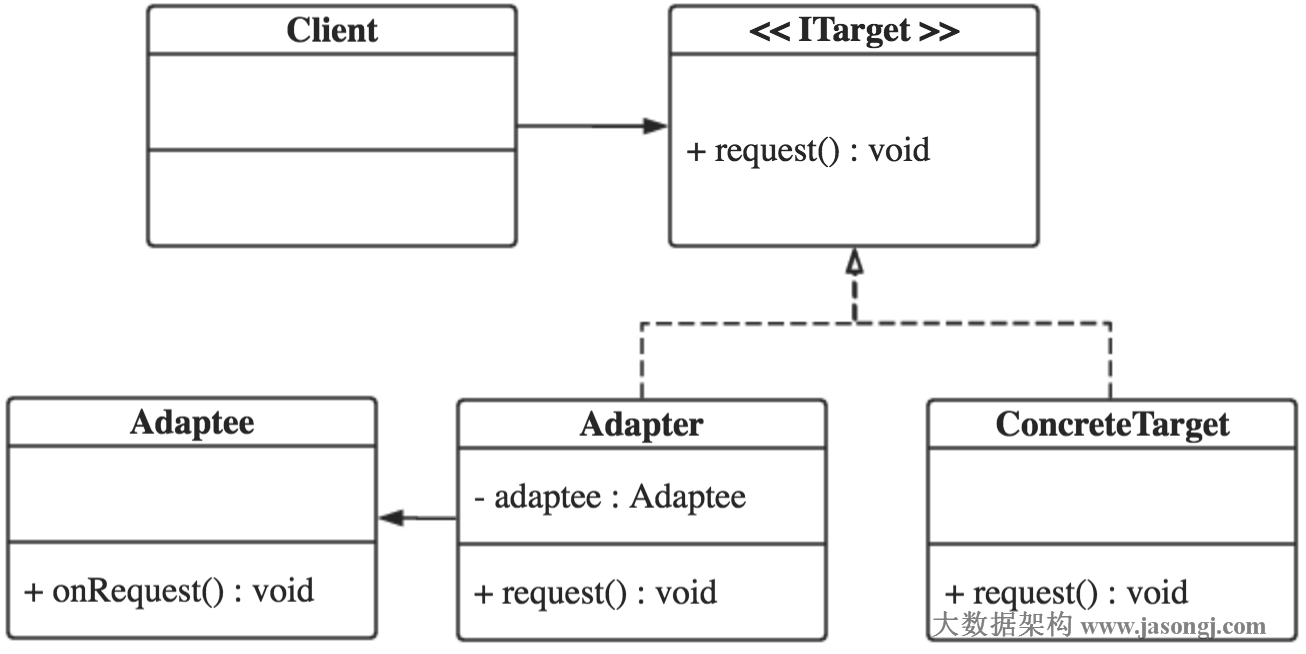 Client
<< ITarget >>
+ request() : void
Adaptee
Adapter
ConcreteTarget
- adaptee : Adaptee
+ onRequest() : void
+ request() : void
+ request() : void
大数据架构 www.jasongj.com